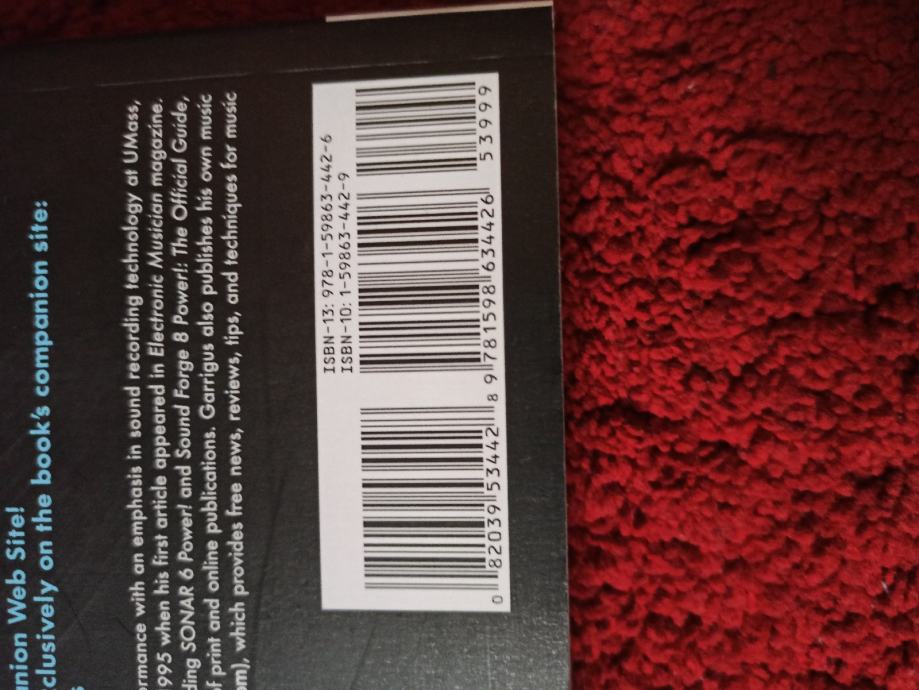 nion Web Site!
clusively on the book's companion site:
s
ormance with an emphasis in sound recording technology at UMass,
995 when his first article appeared in Electronic Musician magazine.
ding SONAR 6 Power! and Sound Forge 8 Power!: The Official Guide,
f print and online publications. Garrigus also publishes his own music
om), which provides free news, reviews, tips, and techniques for music
ISBN-13: 978-1-59863-442-6
ISBN-10: 1-59863-442-9
0 82039 53442 8
9 781598 634426
53999